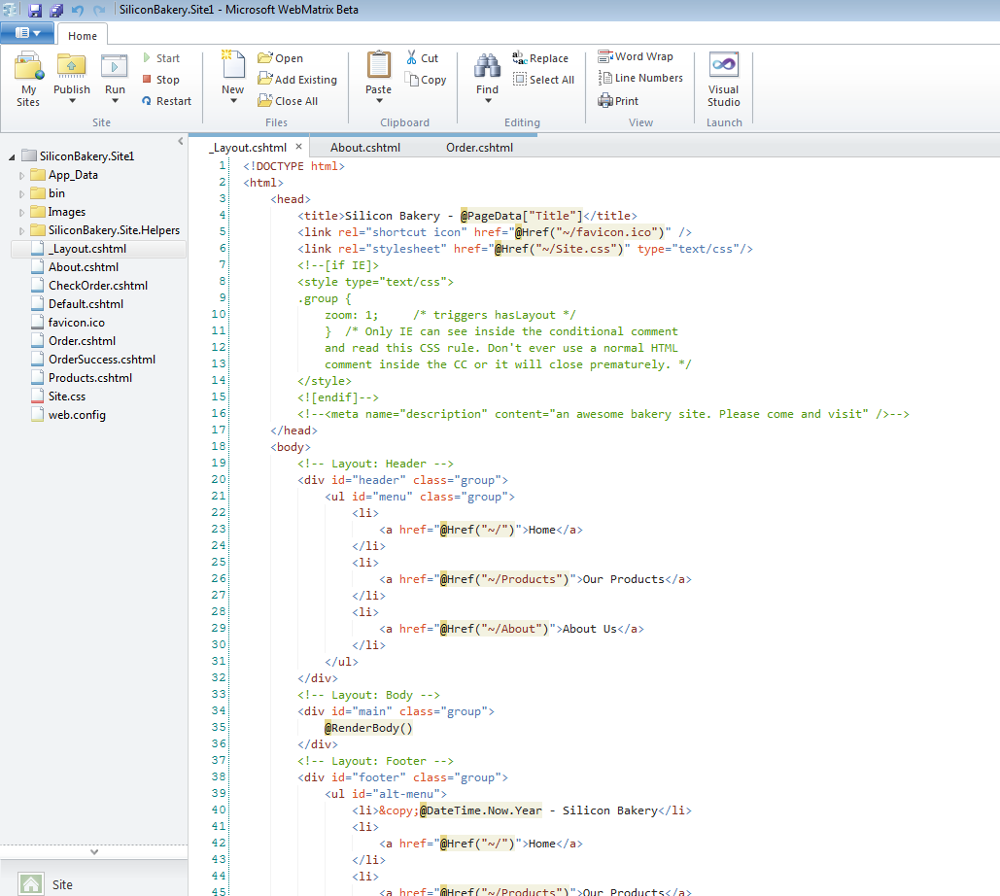 SiliconBakery.Site1 - Microsoft WebMatrix Beta
Home
My Sites
Publish
Run
Start
Stop
Restart
Site
New
Open
Add Existing
Close All
Files
Paste
Cut
Copy
Clipboard
Find
Replace
Select All
Editing
Word Wrap
Line Numbers
Print
View
Visual Studio
Launch
SiliconBakery.Site1
App_Data
bin
Images
SiliconBakery.Site.Helpers
_Layout.cshtml
About.cshtml
CheckOrder.cshtml
Default.cshtml
favicon.ico
Order.cshtml
OrderSuccess.cshtml
Products.cshtml
Site.css
web.config
Site
_Layout.cshtml × About.cshtml Order.cshtml
1 <!DOCTYPE html>
2 <html>
3 <head>
4 <title>Silicon Bakery - @PageData["Title"]</title>
5 <link rel="shortcut icon" href="@Href("~/favicon.ico")" />
6 <link rel="stylesheet" href="@Href("~/Site.css")" type="text/css"/>
7 <!--[if IE]>
8 <style type="text/css">
9 .group {
10 zoom: 1; /* triggers hasLayout */
11 } /* Only IE can see inside the conditional comment
12 and read this CSS rule. Don't ever use a normal HTML
13 comment inside the CC or it will close prematurely. */
14 </style>
15 <![endif]-->
16 <!--<meta name="description" content="an awesome bakery site. Please come and visit" />-->
17 </head>
18 <body>
19 <!-- Layout: Header -->
20 <div id="header" class="group">
21 <ul id="menu" class="group">
22 <li>
23 <a href="@Href("~/")">Home</a>
24 </li>
25 <li>
26 <a href="@Href("~/Products")">Our Products</a>
27 </li>
28 <li>
29 <a href="@Href("~/About")">About Us</a>
30 </li>
31 </ul>
32 </div>
33 <!-- Layout: Body -->
34 <div id="main" class="group">
35 @RenderBody()
36 </div>
37 <!-- Layout: Footer -->
38 <div id="footer" class="group">
39 <ul id="alt-menu">
40 <li>&copy;@DateTime.Now.Year - Silicon Bakery</li>
41 <li>
42 <a href="@Href("~/")">Home</a>
43 </li>
44 <li>
45 <a href="@Href("~/Products")">Our Products</a>